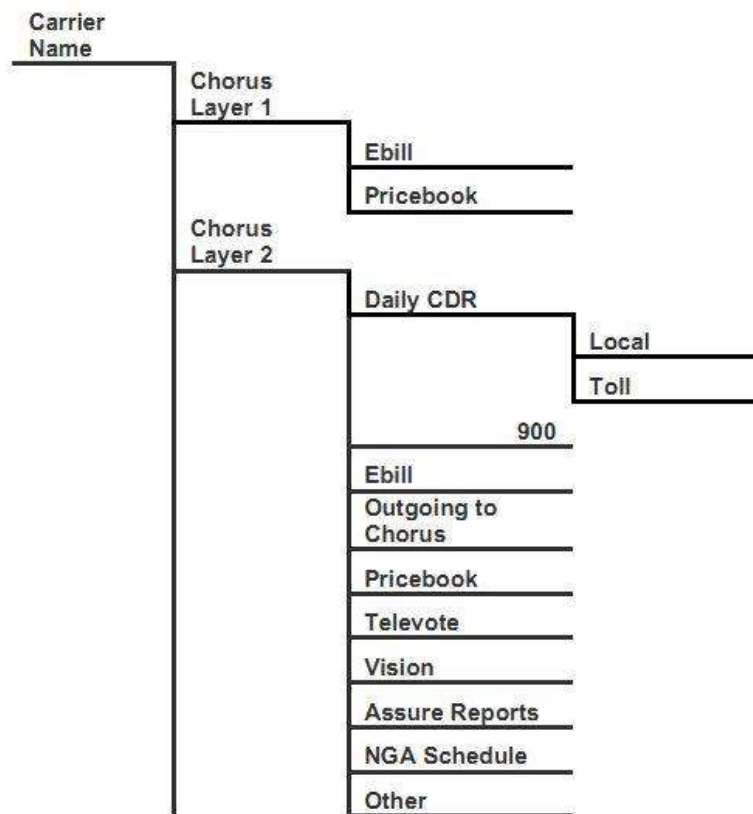 Carrier
Name
Chorus
Layer 1
Ebill
Pricebook
Chorus
Layer 2
Daily CDR
Local
Toll
900
Ebill
Outgoing to
Chorus
Pricebook
Televote
Vision
Assure Reports
NGA Schedule
Other